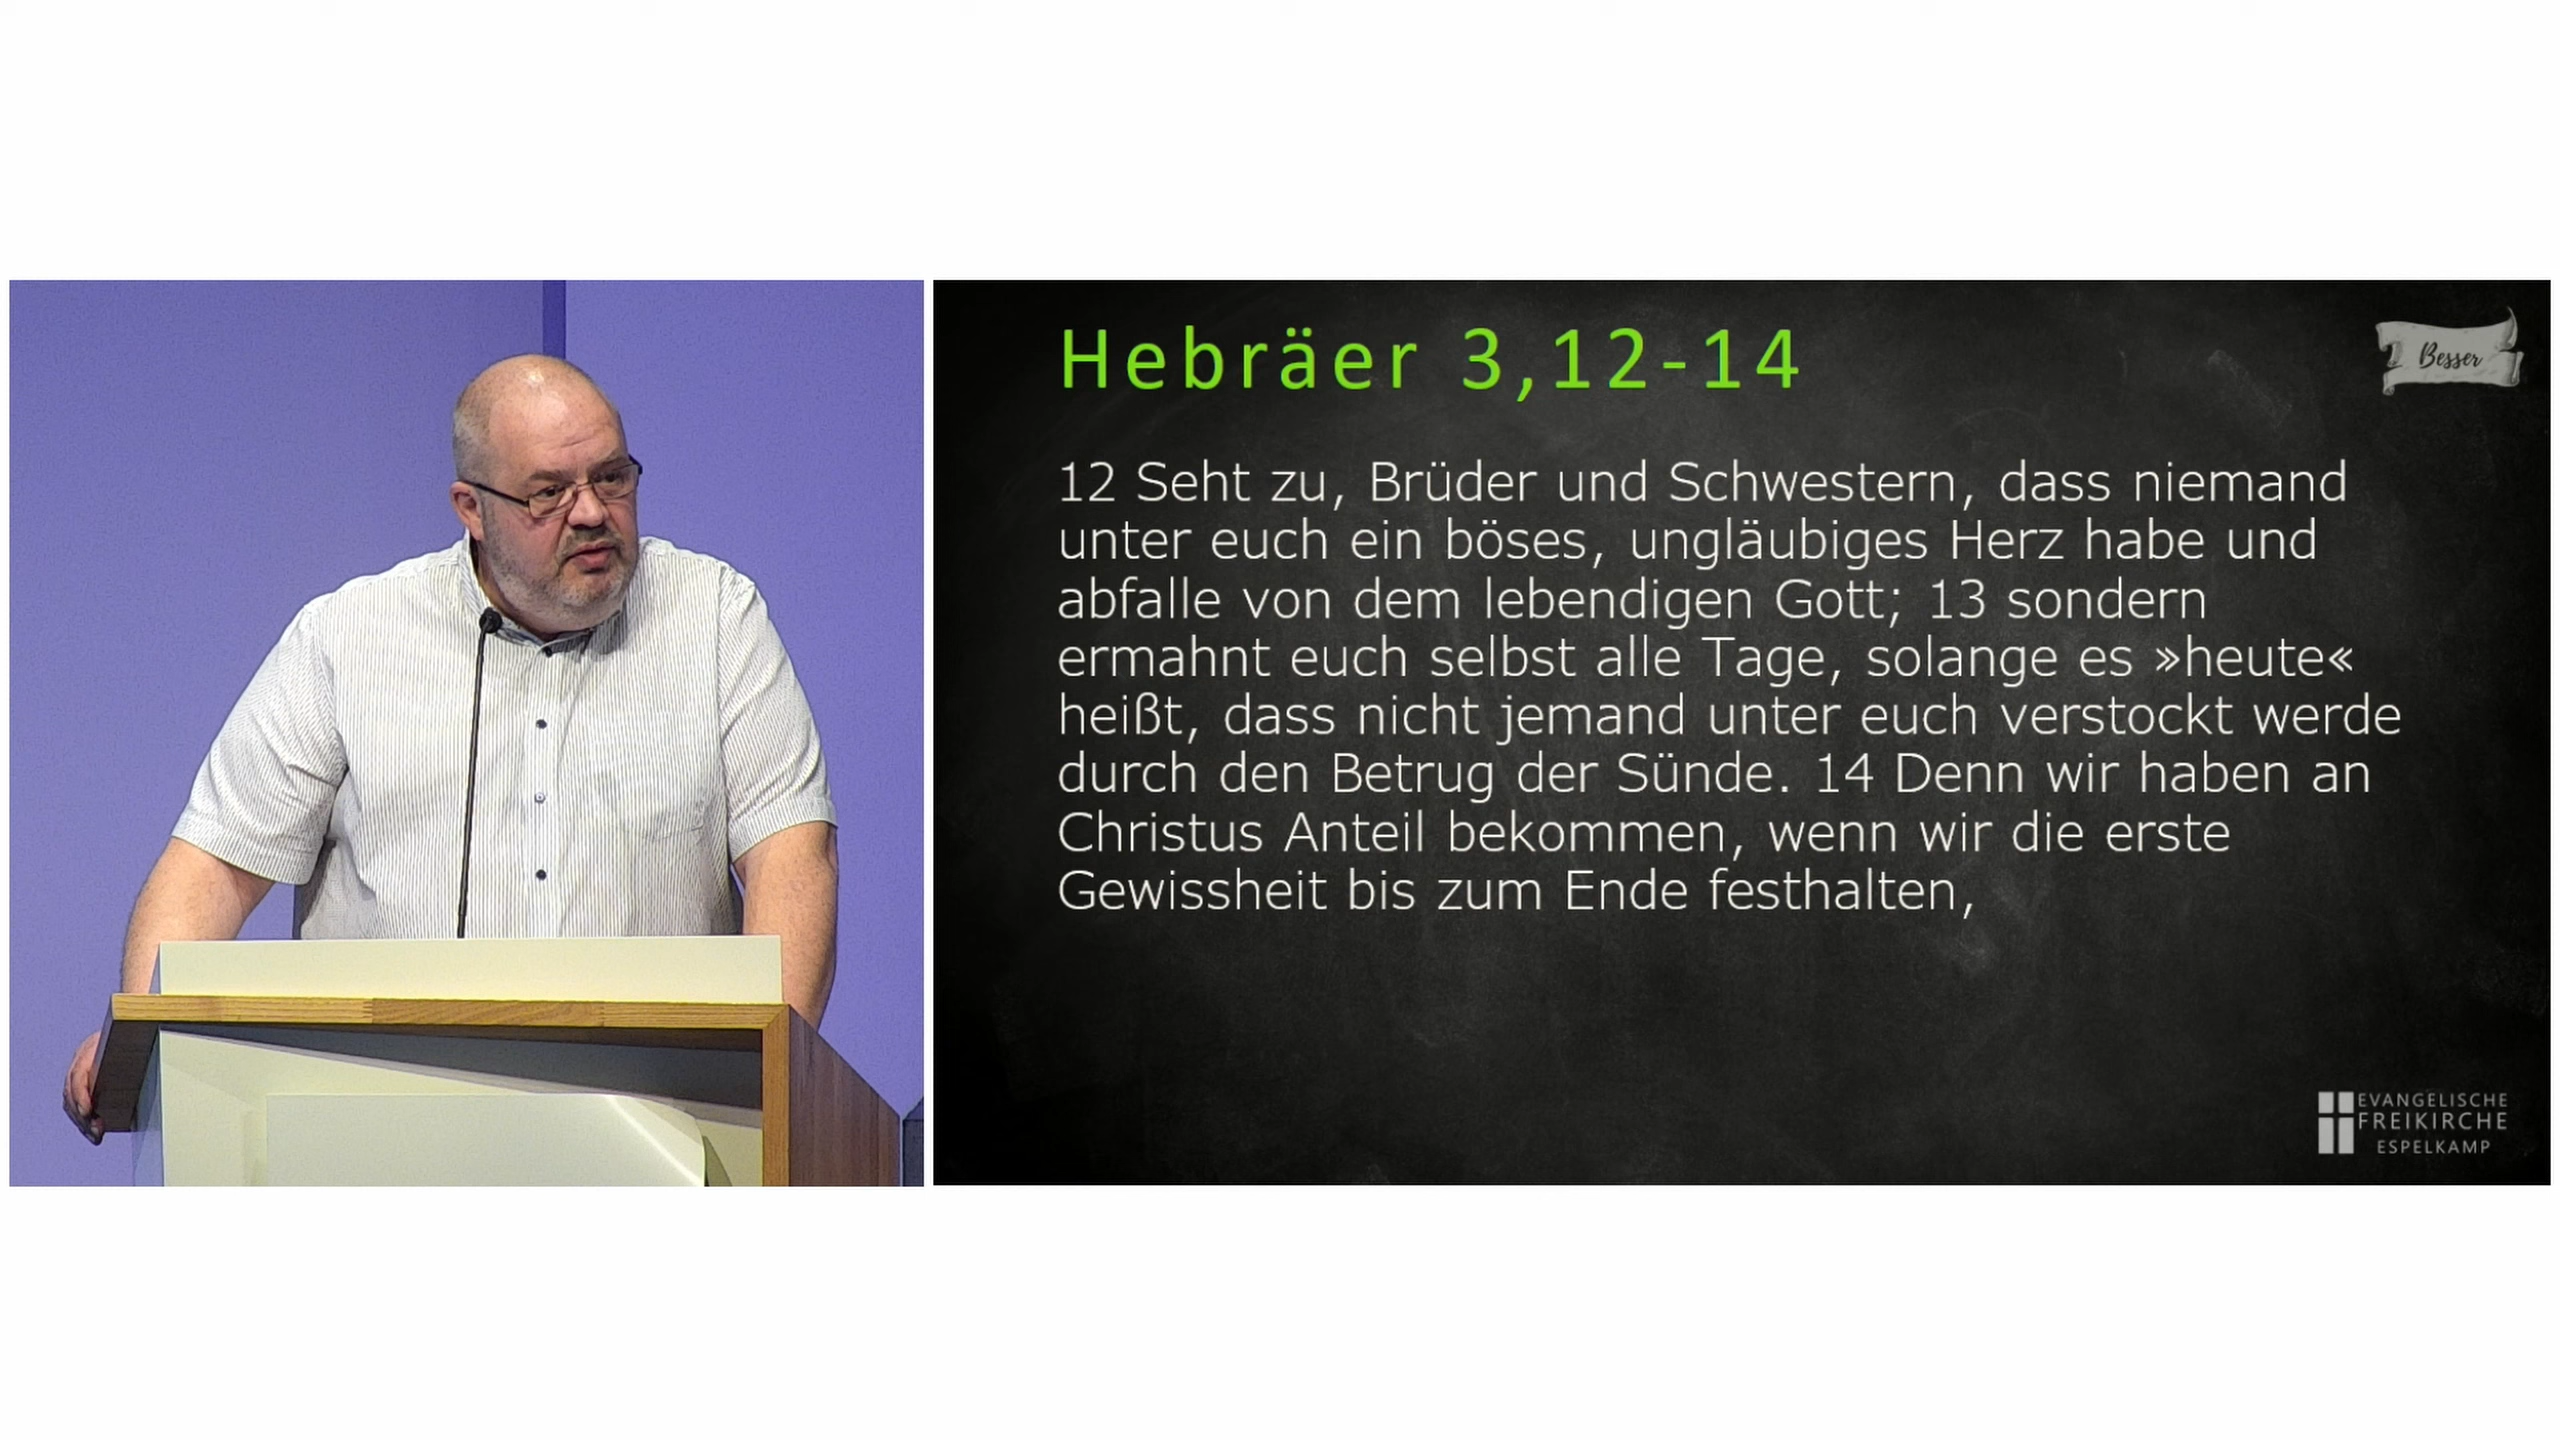 Hebräer 3,12-14
Besser
12 Seht zu, Brüder und Schwestern, dass niemand
unter euch ein böses, ungläubiges Herz habe und
abfalle von dem lebendigen Gott; 13 sondern
ermahnt euch selbst alle Tage, solange es »heute«
heißt, dass nicht jemand unter euch verstockt werde
durch den Betrug der Sünde. 14 Denn wir haben an
Christus Anteil bekommen, wenn wir die erste
Gewissheit bis zum Ende festhalten,
EVANGELISCHE
FREIKIRCHE
ESPELKAMP